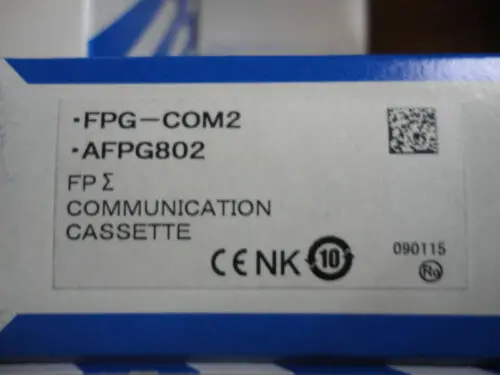 ・FPG-COM2
・AFPG802
FP Σ
COMMUNICATION
CASSETTE
CE NK 10
090115